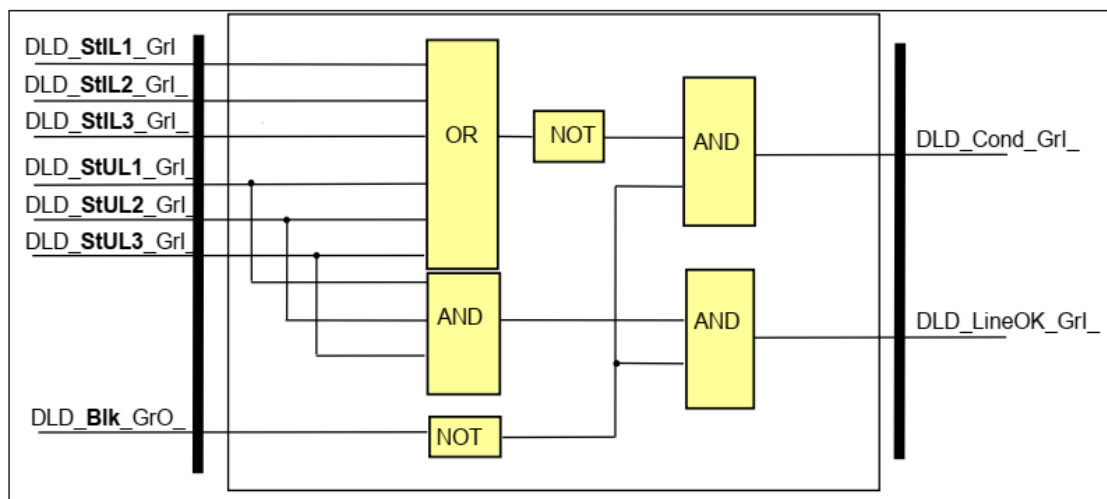 DLD_StIL1_GrI
DLD_StIL2_GrI_
DLD_StIL3_GrI_
DLD_StUL1_GrI_
DLD_StUL2_GrI_
DLD_StUL3_GrI_
DLD_Blk_GrO_
OR
NOT
AND
AND
AND
NOT
DLD_Cond_GrI_
DLD_LineOK_GrI_